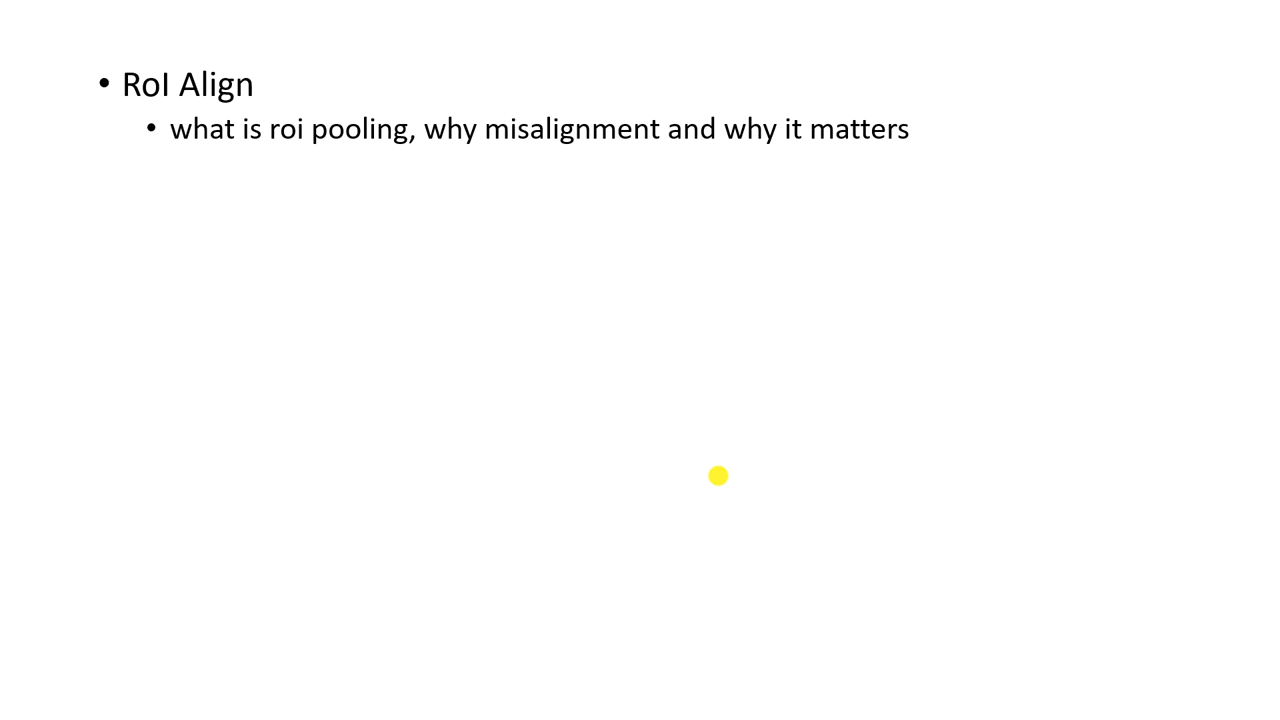 • RoI Align
• what is roi pooling, why misalignment and why it matters